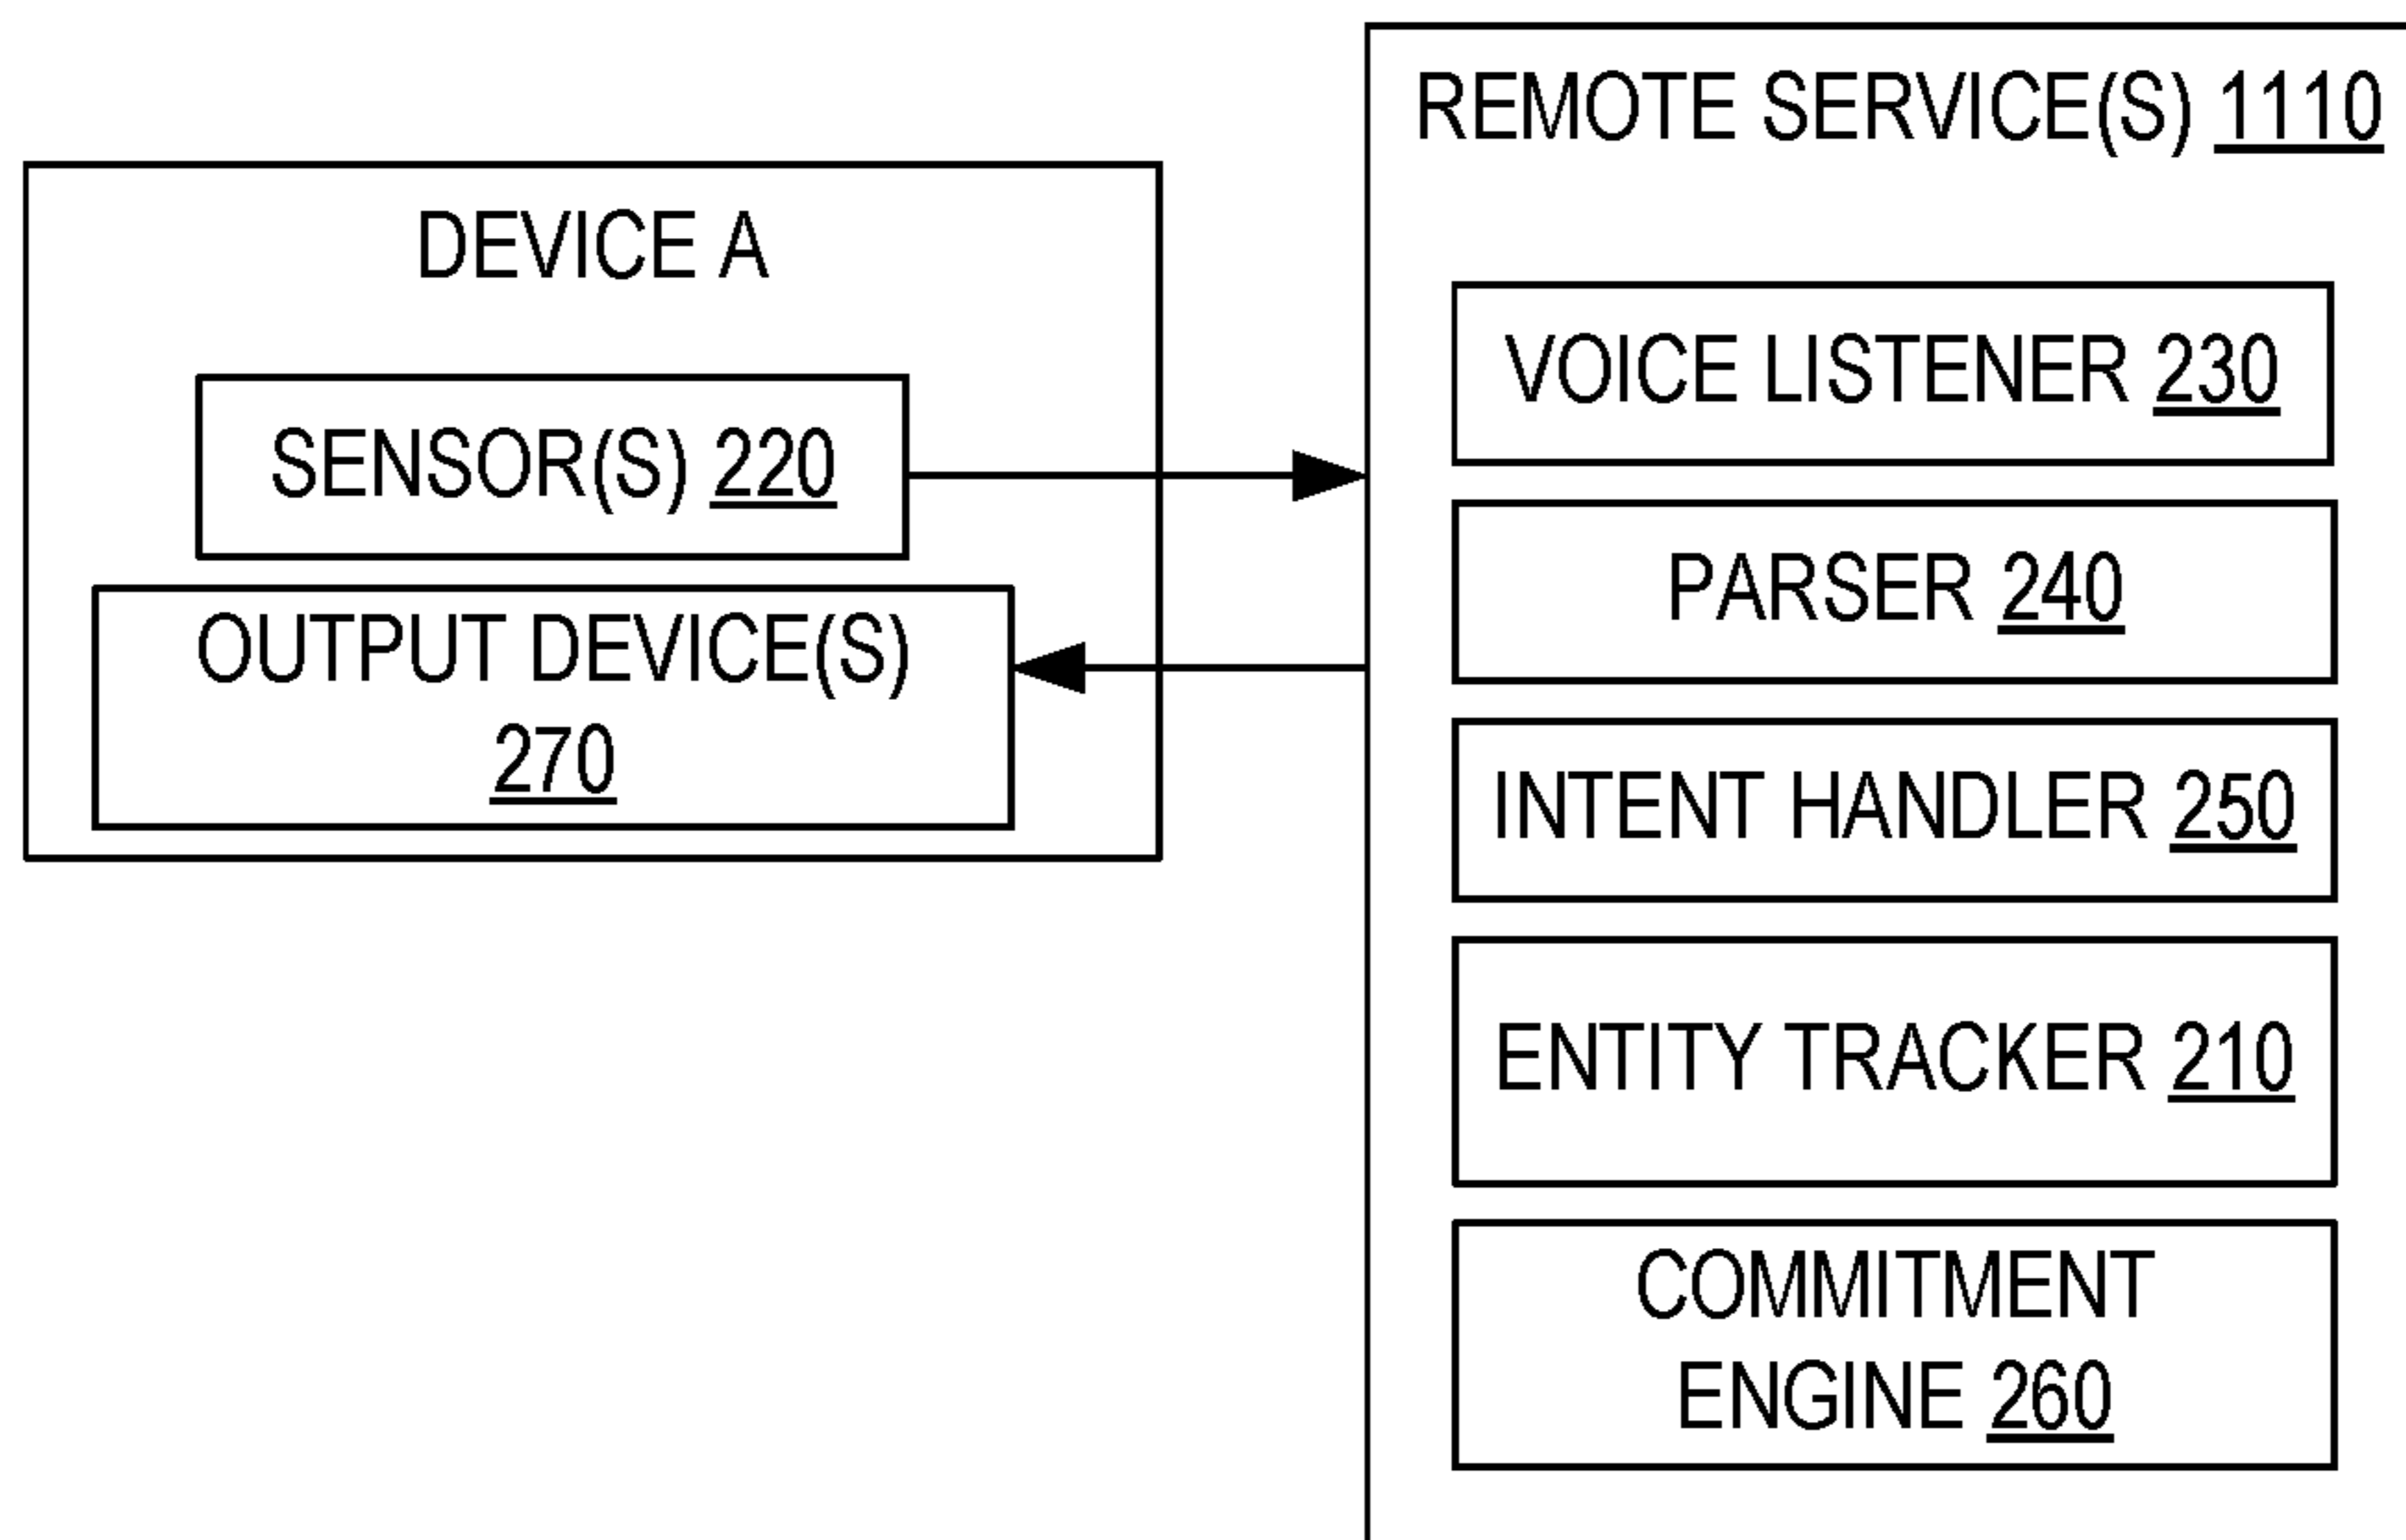 DEVICE A
SENSOR(S) 220
OUTPUT DEVICE(S)
270
REMOTE SERVICE(S) 1110
VOICE LISTENER 230
PARSER 240
INTENT HANDLER 250
ENTITY TRACKER 210
COMMITMENT
ENGINE 260